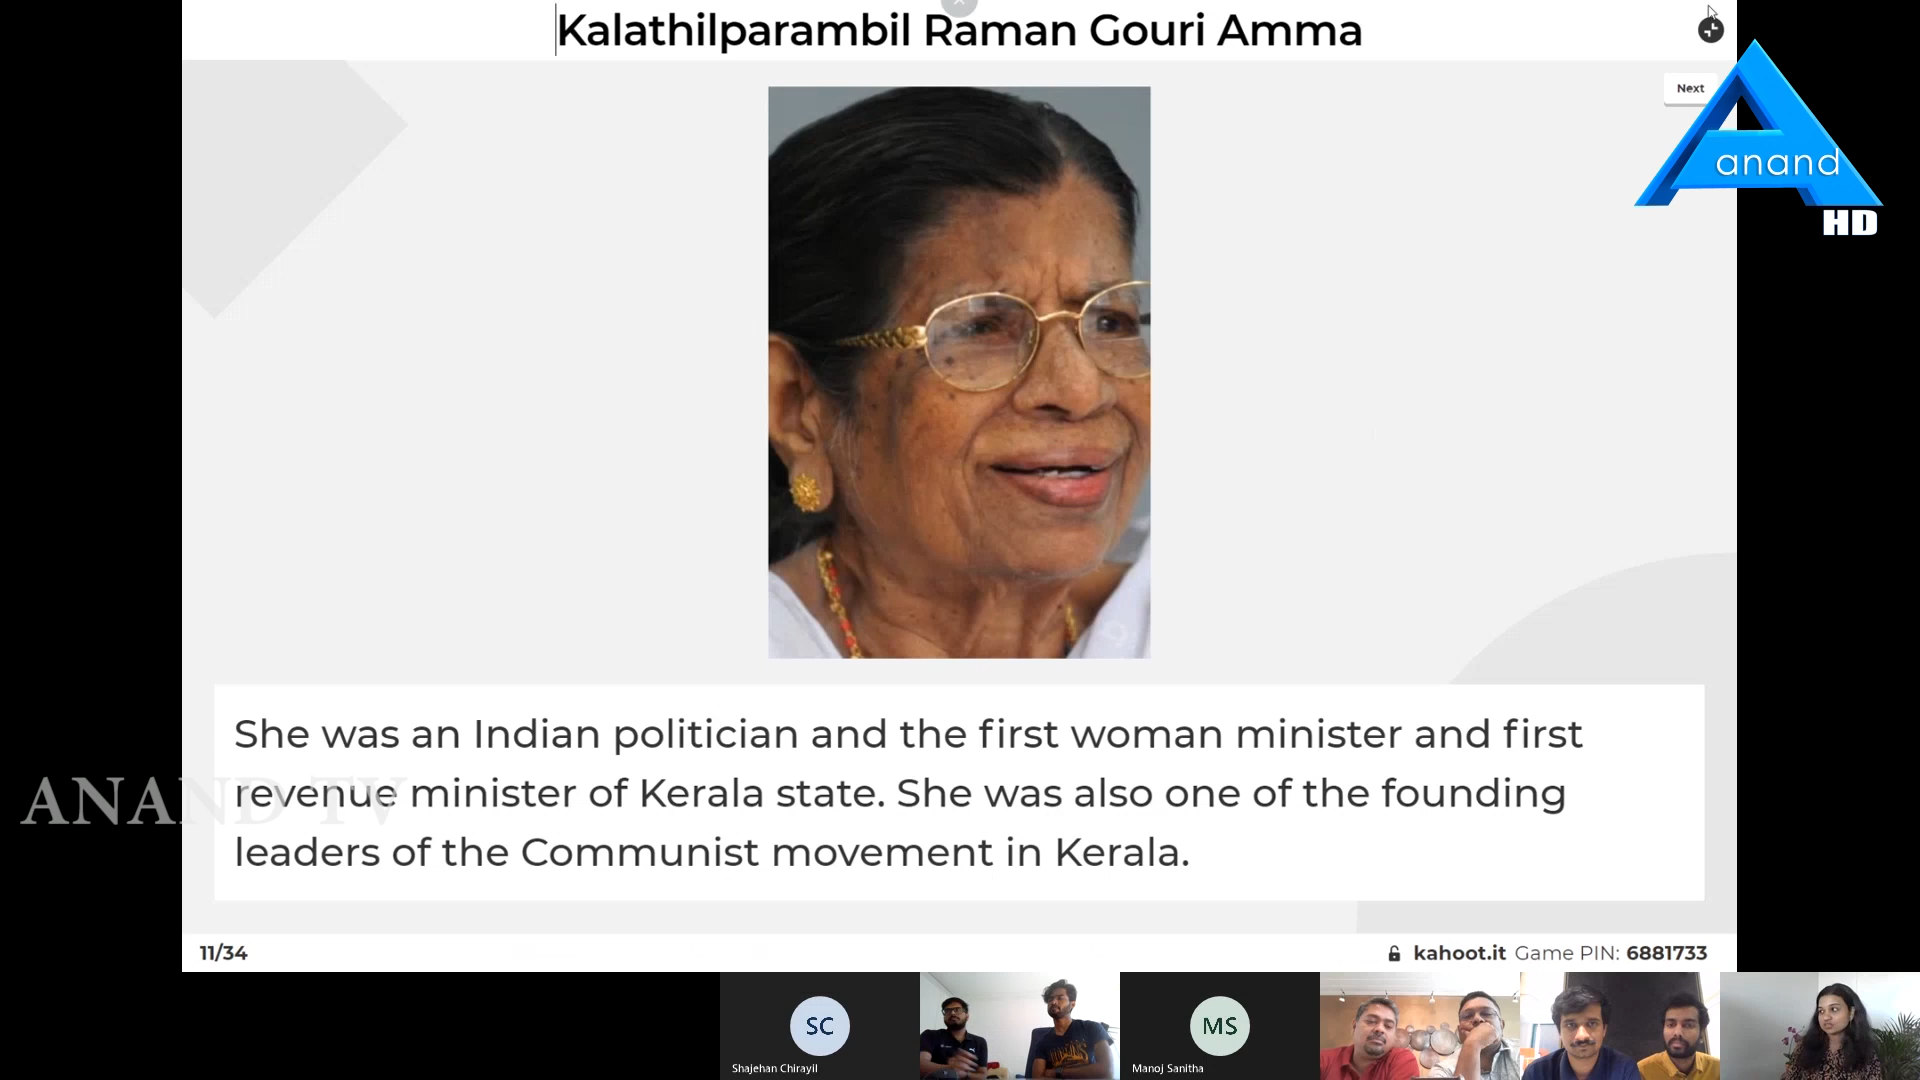 Kalathilparambil Raman Gouri Amma
Next
anand
HD
She was an Indian politician and the first woman minister and first
revenue minister of Kerala state. She was also one of the founding
leaders of the Communist movement in Kerala.
ANAND TV
11/34
kahoot.it Game PIN: 6881733
SC
Shajehan Chirayil
MS
Manoj Sanitha